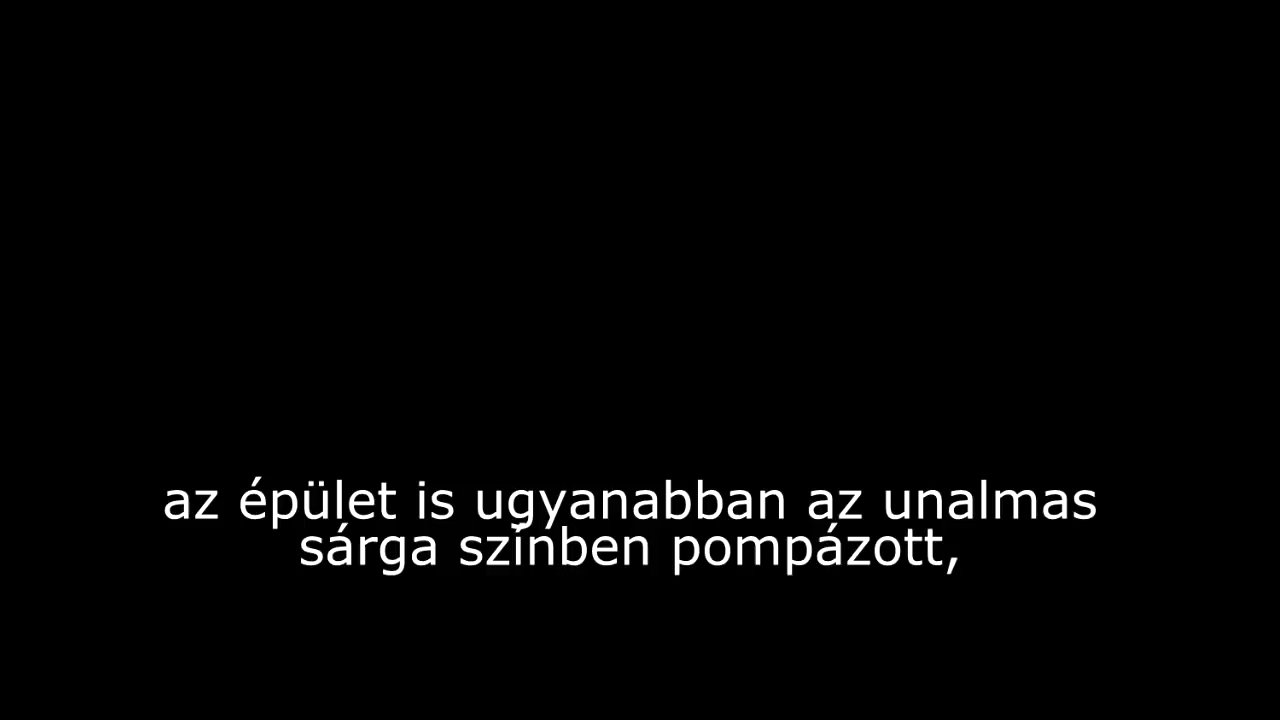 az épület is ugyanabban az unalmas
sárga színben pompázott,